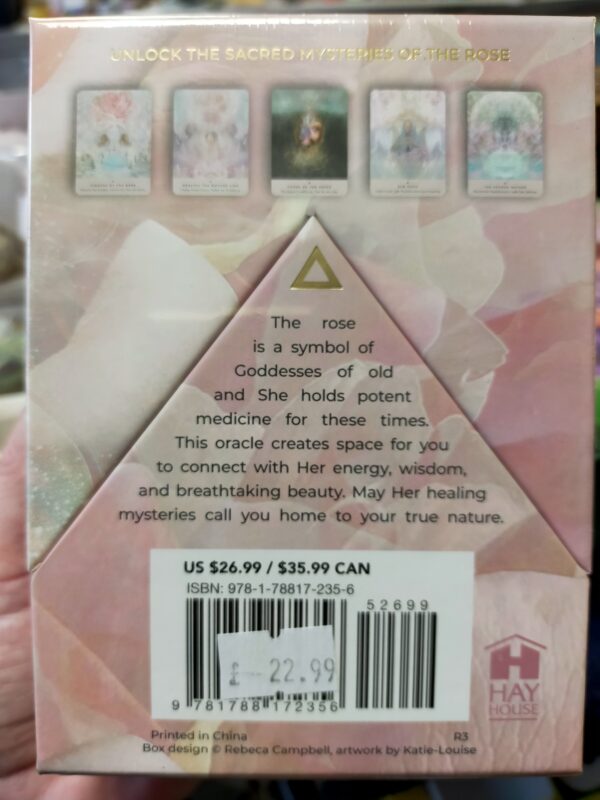 UNLOCK THE SACRED MYSTERIES OF THE ROSE
The rose
is a symbol of
Goddesses of old
and She holds potent
medicine for these times.
This oracle creates space for you
to connect with Her energy, wisdom,
and breathtaking beauty. May Her healing
mysteries call you home to your true nature.
US $26.99 / $35.99 CAN
ISBN: 978-1-78817-235-6
52699
£ 22.99
9 781788 172356
HAY
HOUSE
Printed in China
R3
Box design © Rebeca Campbell, artwork by Katie-Louise